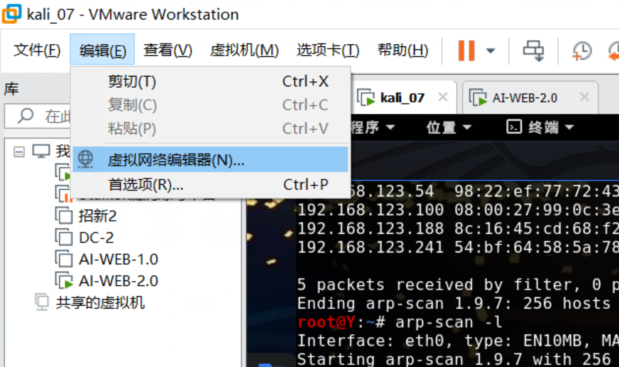 kali_07 - VMware Workstation
文件(F) 编辑(E) 查看(V) 虚拟机(M) 选项卡(T) 帮助(H)
库
剪切(T) Ctrl+X
kali_07
AI-WEB-2.0
在此
复制(C) Ctrl+C
粘贴(P) Ctrl+V
程序 位置 终端
我
虚拟网络编辑器(N)...
首选项(R)... Ctrl+P
招新2
DC-2
AI-WEB-1.0
AI-WEB-2.0
共享的虚拟机
68.123.54 98:22:ef:77:72:43
192.168.123.100 08:00:27:99:0c:3e
192.168.123.188 8c:16:45:cd:68:f2
192.168.123.241 54:bf:64:58:5a:78
5 packets received by filter, 0 p
Ending arp-scan 1.9.7: 256 hosts
root@Y:~# arp-scan -l
Interface: eth0, type: EN10MB, MA
Starting arp-scan 1.9.7 with 256